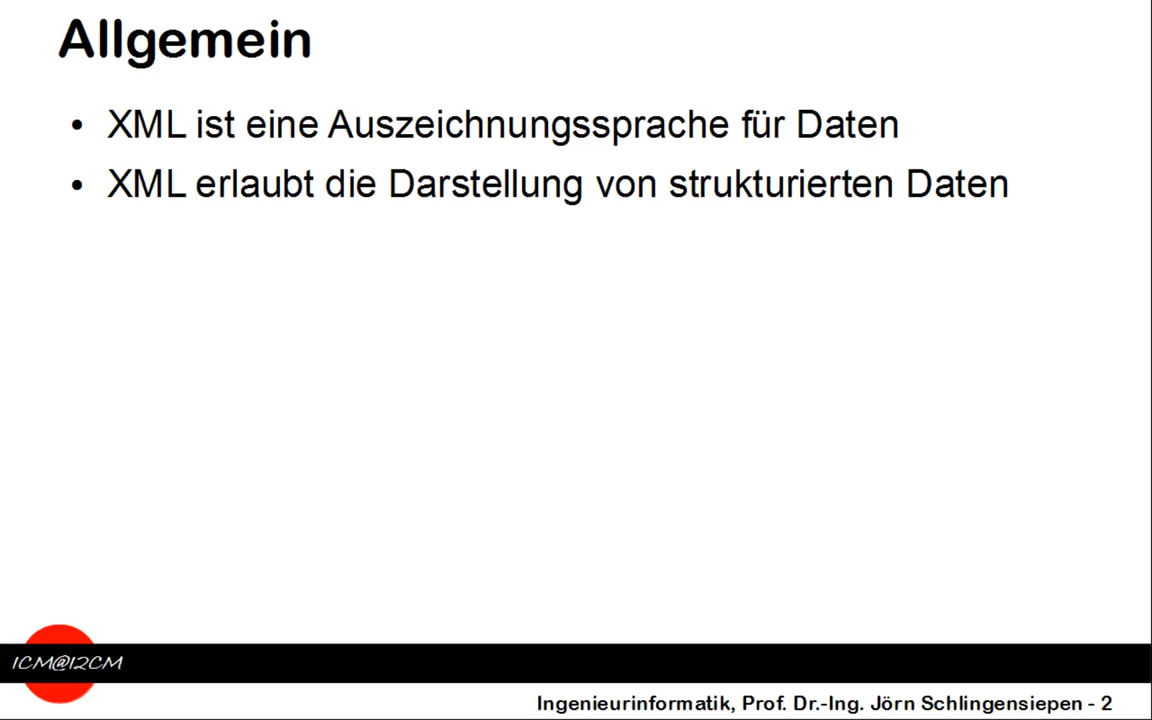 Allgemein
• XML ist eine Auszeichnungssprache für Daten
• XML erlaubt die Darstellung von strukturierten Daten
ICM@I2CM
Ingenieurinformatik, Prof. Dr.-Ing. Jörn Schlingensiepen - 2